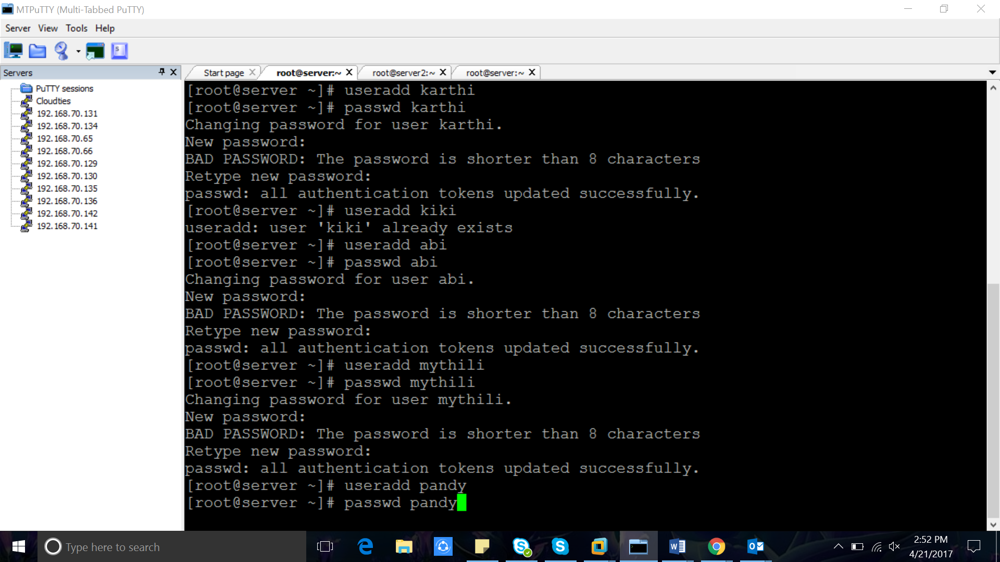 MTPuTTY (Multi-Tabbed PuTTY)
Server View Tools Help
Servers
PuTTY sessions
Cloudties
192.168.70.131
192.168.70.134
192.168.70.65
192.168.70.66
192.168.70.129
192.168.70.130
192.168.70.135
192.168.70.136
192.168.70.142
192.168.70.141
Start page root@server:~ root@server2:~ root@server:~
[root@server ~]# useradd karthi
[root@server ~]# passwd karthi
Changing password for user karthi.
New password:
BAD PASSWORD: The password is shorter than 8 characters
Retype new password:
passwd: all authentication tokens updated successfully.
[root@server ~]# useradd kiki
useradd: user 'kiki' already exists
[root@server ~]# useradd abi
[root@server ~]# passwd abi
Changing password for user abi.
New password:
BAD PASSWORD: The password is shorter than 8 characters
Retype new password:
passwd: all authentication tokens updated successfully.
[root@server ~]# useradd mythili
[root@server ~]# passwd mythili
Changing password for user mythili.
New password:
BAD PASSWORD: The password is shorter than 8 characters
Retype new password:
passwd: all authentication tokens updated successfully.
[root@server ~]# useradd pandy
[root@server ~]# passwd pandy
Type here to search
2:52 PM
4/21/2017